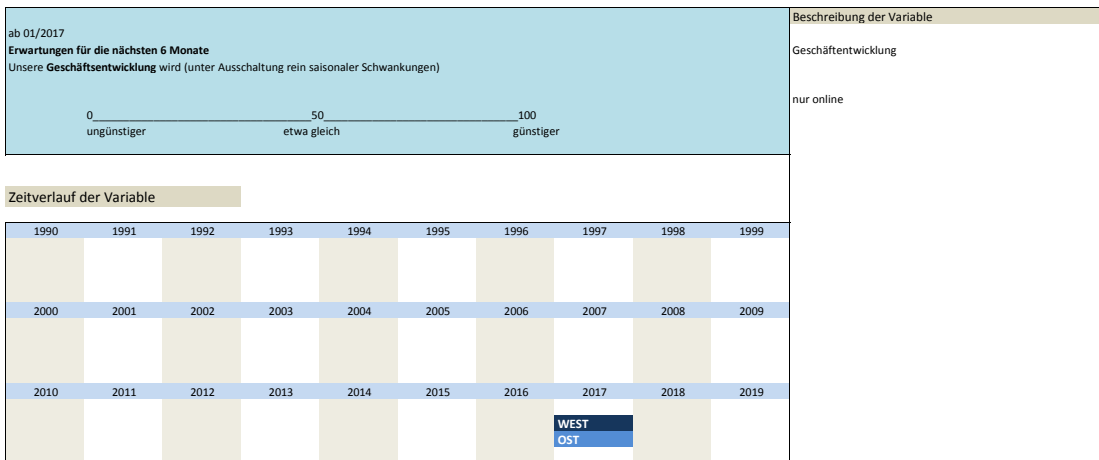 Beschreibung der Variable
ab 01/2017
Erwartungen für die nächsten 6 Monate
Geschäftentwicklung
Unsere Geschäftsentwicklung wird (unter Ausschaltung rein saisonaler Schwankungen)
nur online
0___________________________________50_______________________________100
ungünstiger etwa gleich günstiger
Zeitverlauf der Variable
1990 1991 1992 1993 1994 1995 1996 1997 1998 1999
2000 2001 2002 2003 2004 2005 2006 2007 2008 2009
2010 2011 2012 2013 2014 2015 2016 2017 2018 2019
WEST
OST